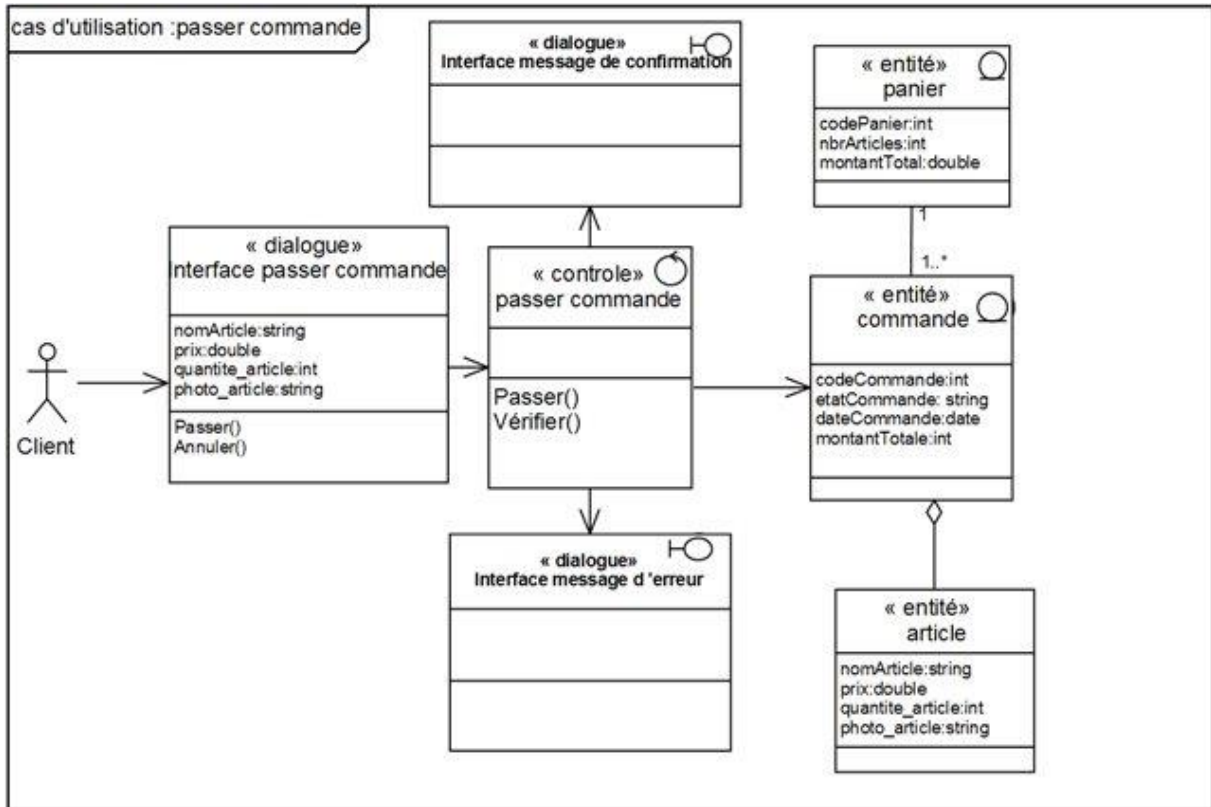 cas d'utilisation :passer commande
« dialogue»
Interface message de confirmation
« entité»
panier
codePanier:int
nbrArticles:int
montantTotal:double
1
1..*
« dialogue»
Interface passer commande
nomArticle:string
prix:double
quantite_article:int
photo_article:string
Passer()
Annuler()
« controle»
passer commande
Passer()
Vérifier()
« entité»
commande
codeCommande:int
etatCommande: string
dateCommande:date
montantTotale:int
Client
« dialogue»
Interface message d 'erreur
« entité»
article
nomArticle:string
prix:double
quantite_article:int
photo_article:string